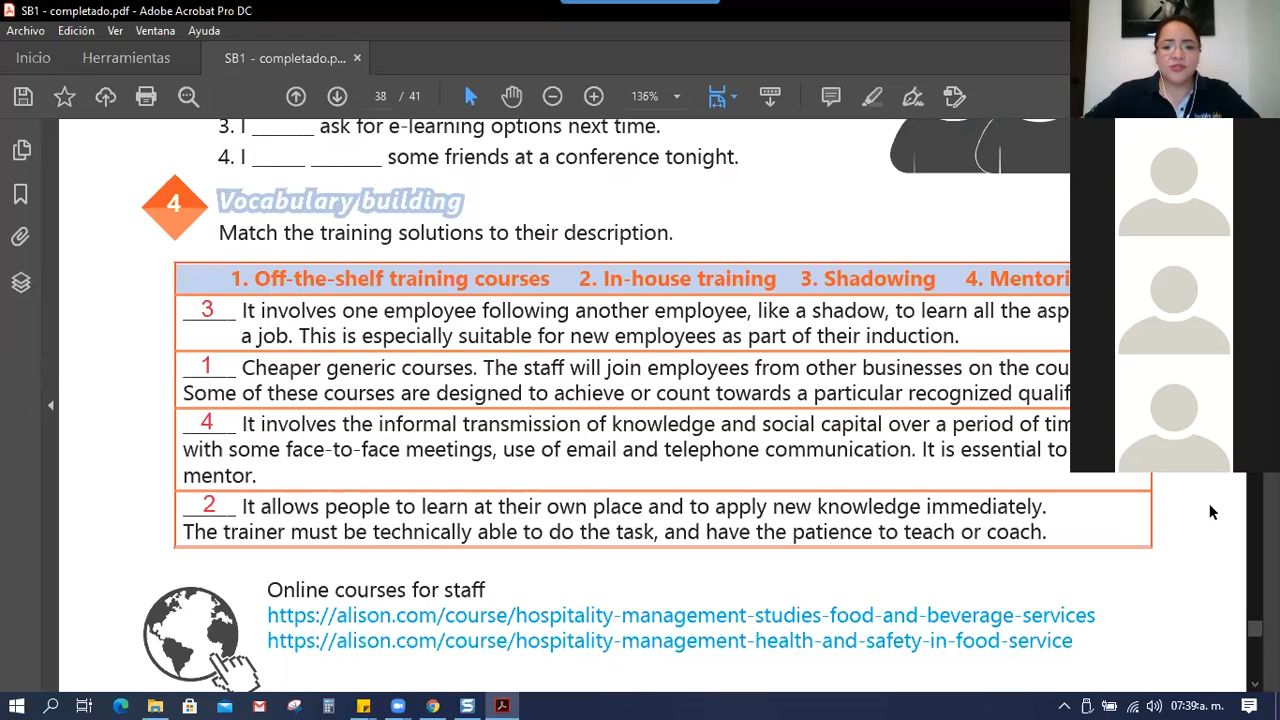 SB1 - completado.pdf - Adobe Acrobat Pro DC
Archivo Edición Ver Ventana Ayuda
Inicio Herramientas SB1 - completado.p... ×
38 / 41 136%
3. I ______ ask for e-learning options next time.
4. I _____ _______ some friends at a conference tonight.
4 Vocabulary building
Match the training solutions to their description.
1. Off-the-shelf training courses 2. In-house training 3. Shadowing 4. Mentori
3 It involves one employee following another employee, like a shadow, to learn all the asp
a job. This is especially suitable for new employees as part of their induction.
1 Cheaper generic courses. The staff will join employees from other businesses on the cou
Some of these courses are designed to achieve or count towards a particular recognized qualif
4 It involves the informal transmission of knowledge and social capital over a period of tim
with some face-to-face meetings, use of email and telephone communication. It is essential to
mentor.
2 It allows people to learn at their own place and to apply new knowledge immediately.
The trainer must be technically able to do the task, and have the patience to teach or coach.
Online courses for staff
https://alison.com/course/hospitality-management-studies-food-and-beverage-services
https://alison.com/course/hospitality-management-health-and-safety-in-food-service
07:39 a. m.